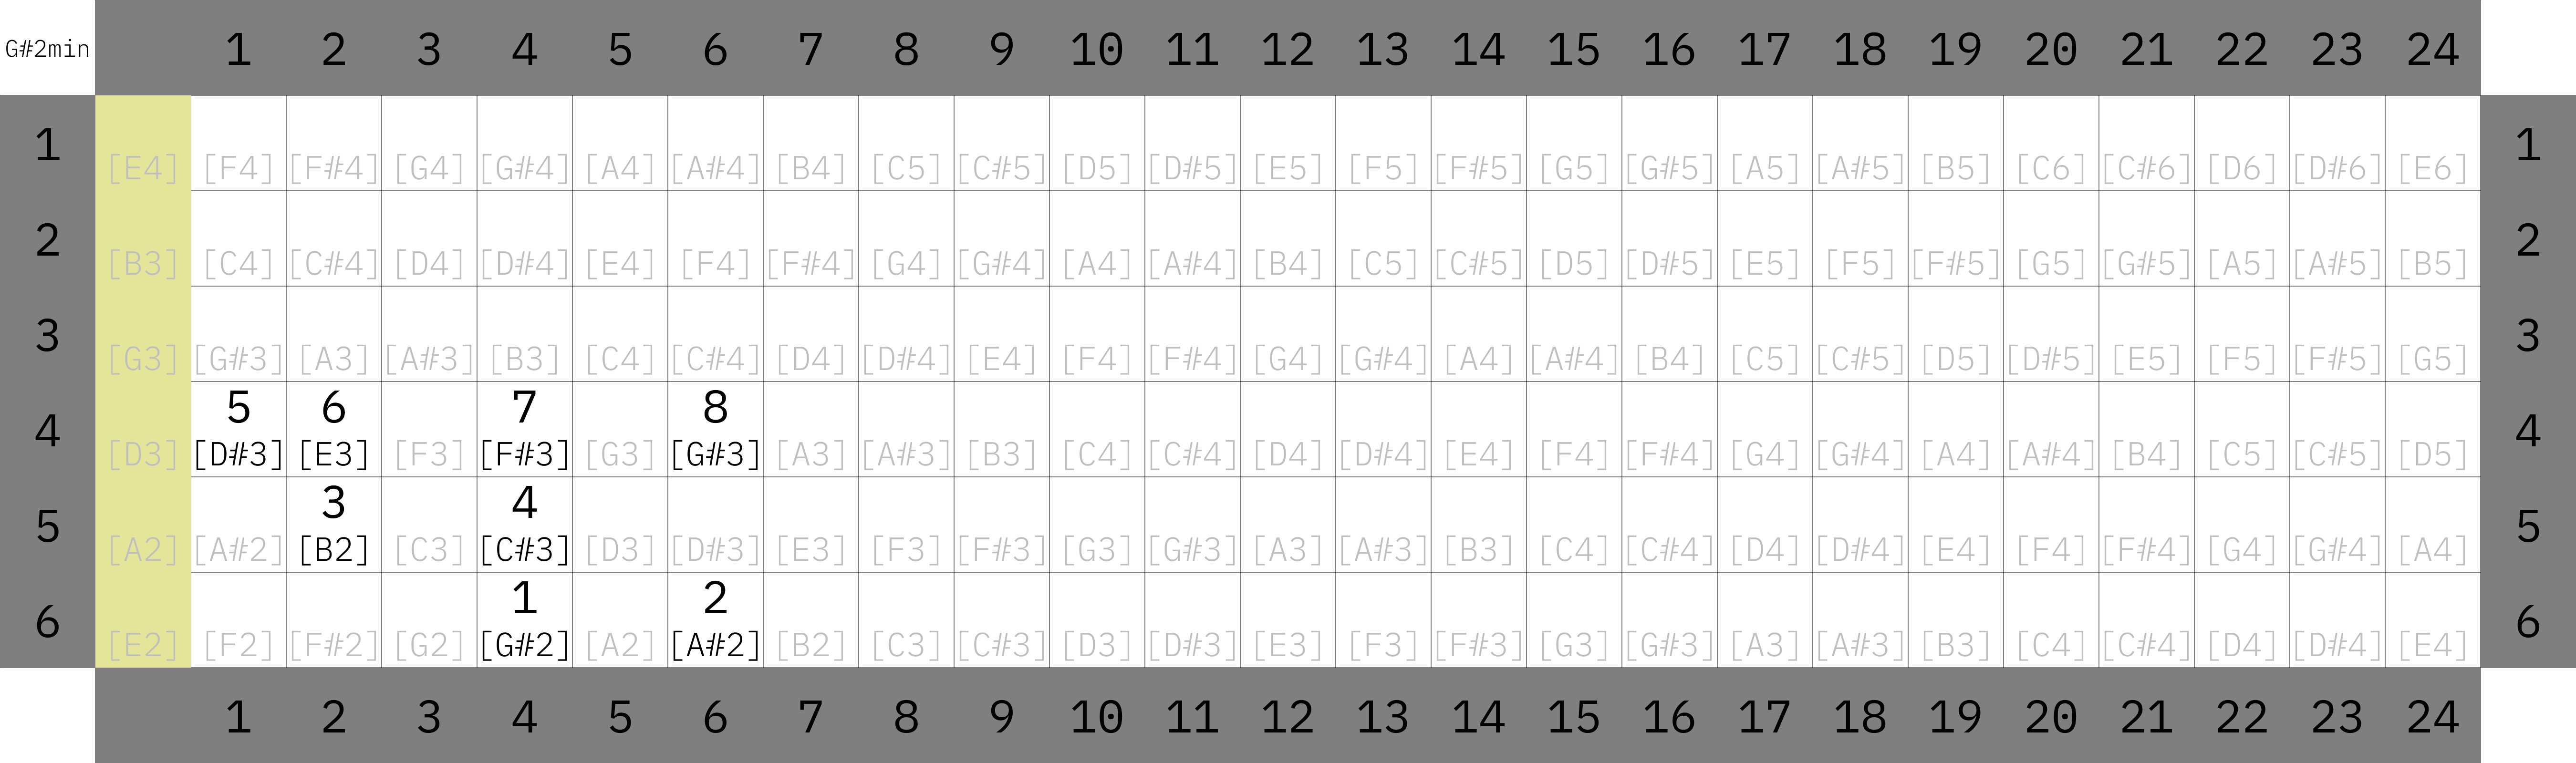 G#2min 1 2 3 4 5 6 7 8 9 10 11 12 13 14 15 16 17 18 19 20 21 22 23 24
1 [E4] [F4] [F#4] [G4] [G#4] [A4] [A#4] [B4] [C5] [C#5] [D5] [D#5] [E5] [F5] [F#5] [G5] [G#5] [A5] [A#5] [B5] [C6] [C#6] [D6] [D#6] [E6] 1
2 [B3] [C4] [C#4] [D4] [D#4] [E4] [F4] [F#4] [G4] [G#4] [A4] [A#4] [B4] [C5] [C#5] [D5] [D#5] [E5] [F5] [F#5] [G5] [G#5] [A5] [A#5] [B5] 2
3 [G3] [G#3] [A3] [A#3] [B3] [C4] [C#4] [D4] [D#4] [E4] [F4] [F#4] [G4] [G#4] [A4] [A#4] [B4] [C5] [C#5] [D5] [D#5] [E5] [F5] [F#5] [G5] 3
5 6 7 8
4 [D3] [D#3] [E3] [F3] [F#3] [G3] [G#3] [A3] [A#3] [B3] [C4] [C#4] [D4] [D#4] [E4] [F4] [F#4] [G4] [G#4] [A4] [A#4] [B4] [C5] [C#5] [D5] 4
3 4
5 [A2] [A#2] [B2] [C3] [C#3] [D3] [D#3] [E3] [F3] [F#3] [G3] [G#3] [A3] [A#3] [B3] [C4] [C#4] [D4] [D#4] [E4] [F4] [F#4] [G4] [G#4] [A4] 5
1 2
6 [E2] [F2] [F#2] [G2] [G#2] [A2] [A#2] [B2] [C3] [C#3] [D3] [D#3] [E3] [F3] [F#3] [G3] [G#3] [A3] [A#3] [B3] [C4] [C#4] [D4] [D#4] [E4] 6
1 2 3 4 5 6 7 8 9 10 11 12 13 14 15 16 17 18 19 20 21 22 23 24